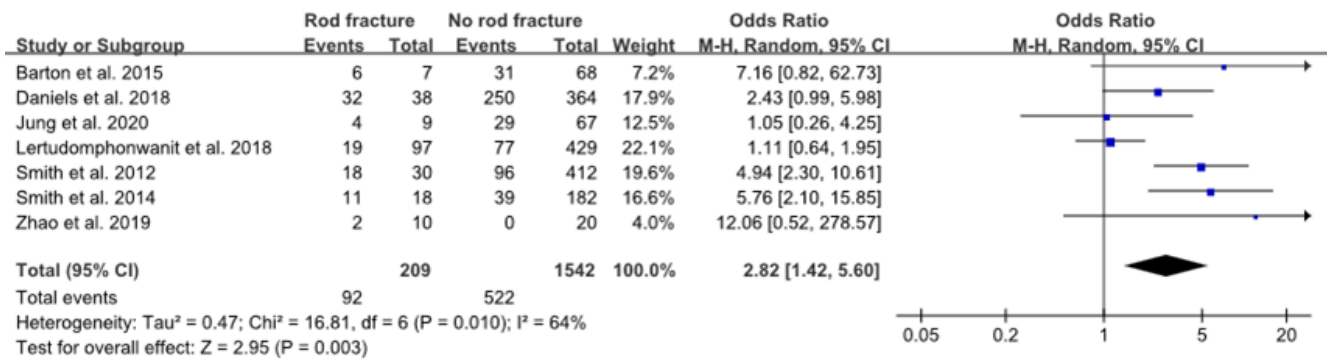 Rod fracture No rod fracture Odds Ratio Odds Ratio
Study or Subgroup Events Total Events Total Weight M-H, Random, 95% CI M-H, Random, 95% CI
Barton et al. 2015 6 7 31 68 7.2% 7.16 [0.82, 62.73]
Daniels et al. 2018 32 38 250 364 17.9% 2.43 [0.99, 5.98]
Jung et al. 2020 4 9 29 67 12.5% 1.05 [0.26, 4.25]
Lertudomphonwanit et al. 2018 19 97 77 429 22.1% 1.11 [0.64, 1.95]
Smith et al. 2012 18 30 96 412 19.6% 4.94 [2.30, 10.61]
Smith et al. 2014 11 18 39 182 16.6% 5.76 [2.10, 15.85]
Zhao et al. 2019 2 10 0 20 4.0% 12.06 [0.52, 278.57]
Total (95% CI) 209 1542 100.0% 2.82 [1.42, 5.60]
Total events 92 522
Heterogeneity: Tau² = 0.47; Chi² = 16.81, df = 6 (P = 0.010); I² = 64%
Test for overall effect: Z = 2.95 (P = 0.003)
0.05 0.2 1 5 20